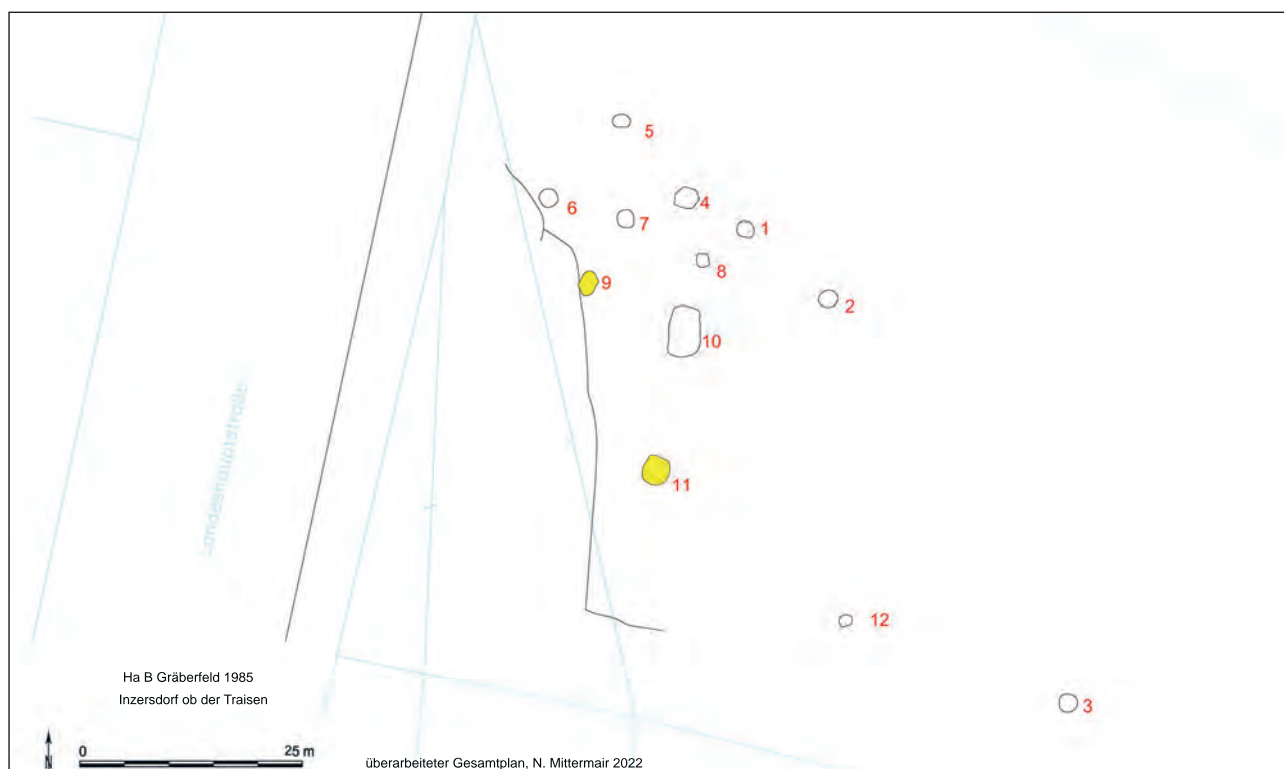 5
6
7
4
1
8
9
2
10
11
Landeshauptstraße
12
3
Ha B Gräberfeld 1985
Inzersdorf ob der Traisen
N
0 25 m
überarbeiteter Gesamtplan, N. Mittermair 2022